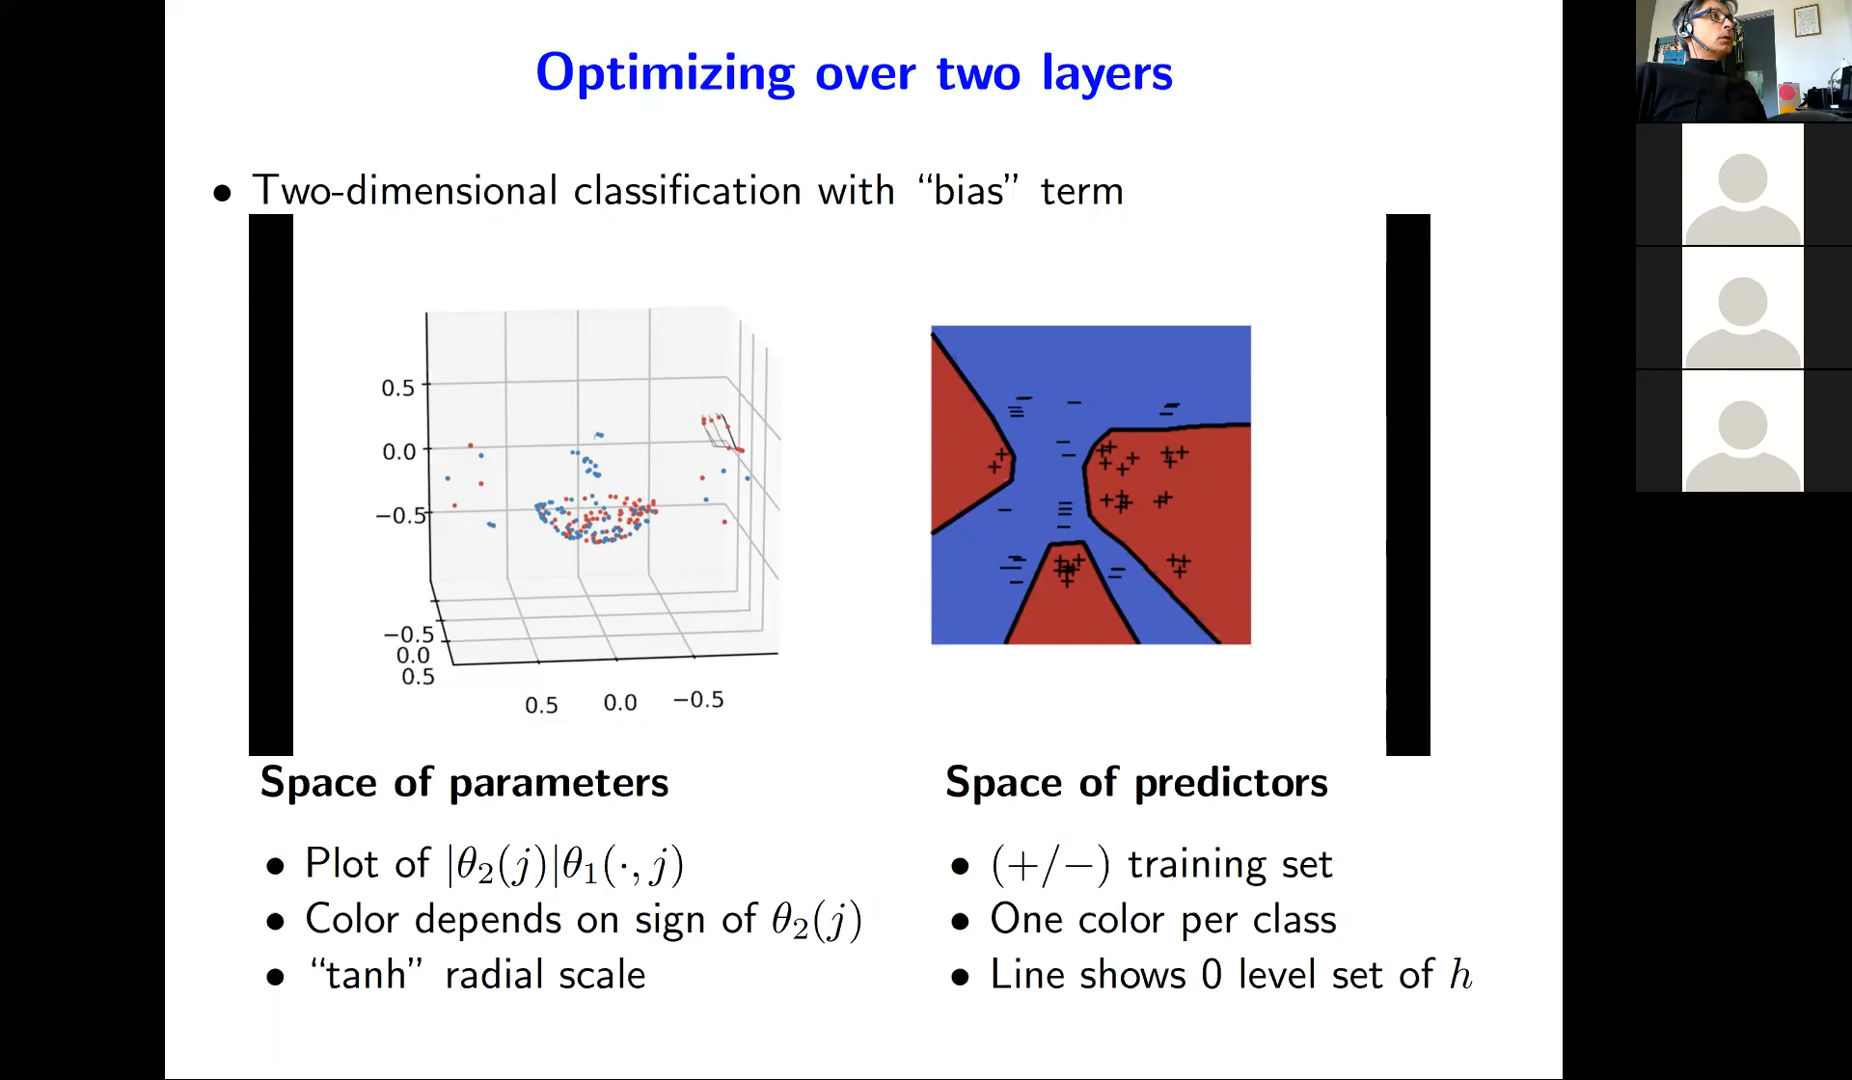 Optimizing over two layers
• Two-dimensional classification with “bias” term
0.5
0.0
−0.5
−0.5
0.0
0.5
0.5 0.0 −0.5
Space of parameters
• Plot of |θ₂(j)|θ₁(·, j)
• Color depends on sign of θ₂(j)
• “tanh” radial scale
Space of predictors
• (+/−) training set
• One color per class
• Line shows 0 level set of h